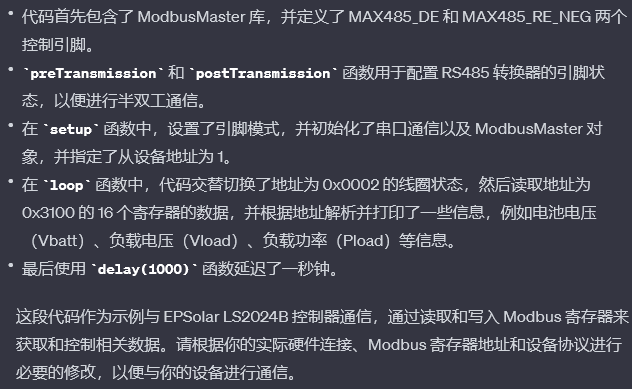 • 代码首先包含了 ModbusMaster 库，并定义了 MAX485_DE 和 MAX485_RE_NEG 两个
控制引脚。
• `preTransmission` 和 `postTransmission` 函数用于配置 RS485 转换器的引脚状
态，以便进行半双工通信。
• 在 `setup` 函数中，设置了引脚模式，并初始化了串口通信以及 ModbusMaster 对
象，并指定了从设备地址为 1。
• 在 `loop` 函数中，代码交替切换了地址为 0x0002 的线圈状态，然后读取地址为
0x3100 的 16 个寄存器的数据，并根据地址解析并打印了一些信息，例如电池电压
（Vbatt）、负载电压（Vload）、负载功率（Pload）等信息。
• 最后使用 `delay(1000)` 函数延迟了一秒钟。
这段代码作为示例与 EPSolar LS2024B 控制器通信，通过读取和写入 Modbus 寄存器来
获取和控制相关数据。请根据你的实际硬件连接、Modbus 寄存器地址和设备协议进行
必要的修改，以便与你的设备进行通信。